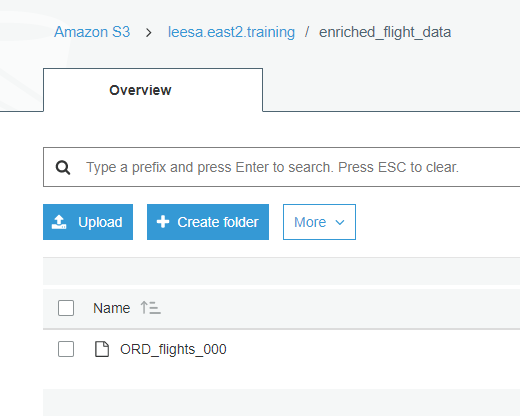 Amazon S3 > leesa.east2.training / enriched_flight_data
Overview
Type a prefix and press Enter to search. Press ESC to clear.
Upload Create folder More
Name
ORD_flights_000